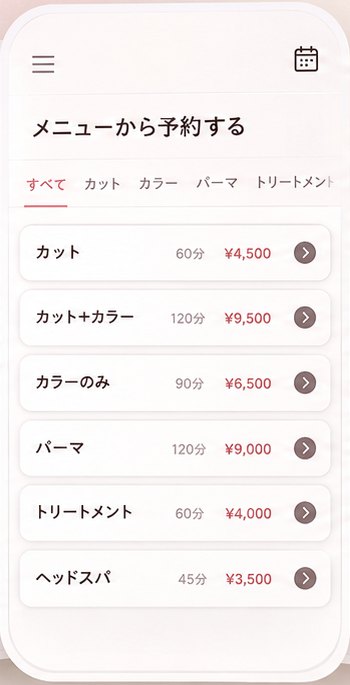 メニューから予約する
すべて カット カラー パーマ トリートメント
カット 60分 ¥4,500
カット+カラー 120分 ¥9,500
カラーのみ 90分 ¥6,500
パーマ 120分 ¥9,000
トリートメント 60分 ¥4,000
ヘッドスパ 45分 ¥3,500